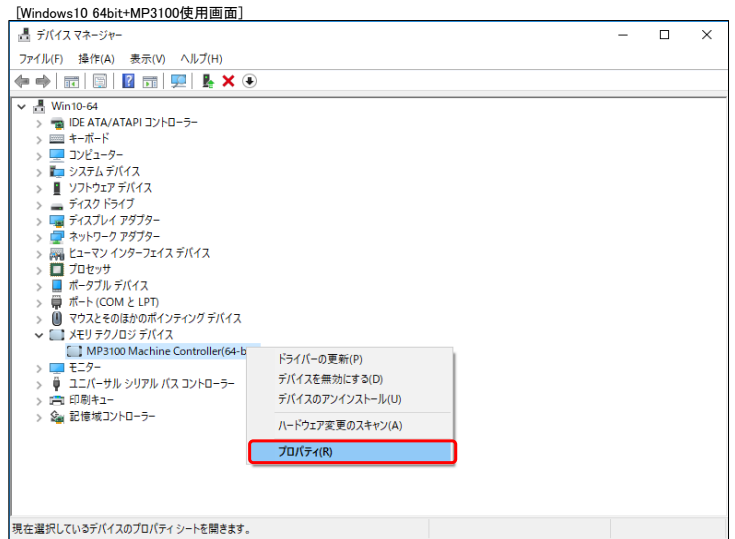 [Windows10 64bit+MP3100使用画面]
デバイス マネージャー
ファイル(F) 操作(A) 表示(V) ヘルプ(H)
Win10-64
IDE ATA/ATAPI コントローラー
キーボード
コンピューター
システム デバイス
ソフトウェア デバイス
ディスク ドライブ
ディスプレイ アダプター
ネットワーク アダプター
ヒューマン インターフェイス デバイス
プロセッサ
ポータブル デバイス
ポート (COM と LPT)
マウスとそのほかのポインティング デバイス
メモリ テクノロジ デバイス
MP3100 Machine Controller(64-b
モニター
ユニバーサル シリアル バス コントローラー
印刷キュー
記憶域コントローラー
ドライバーの更新(P)
デバイスを無効にする(D)
デバイスのアンインストール(U)
ハードウェア変更のスキャン(A)
プロパティ(R)
現在選択しているデバイスのプロパティ シートを開きます。